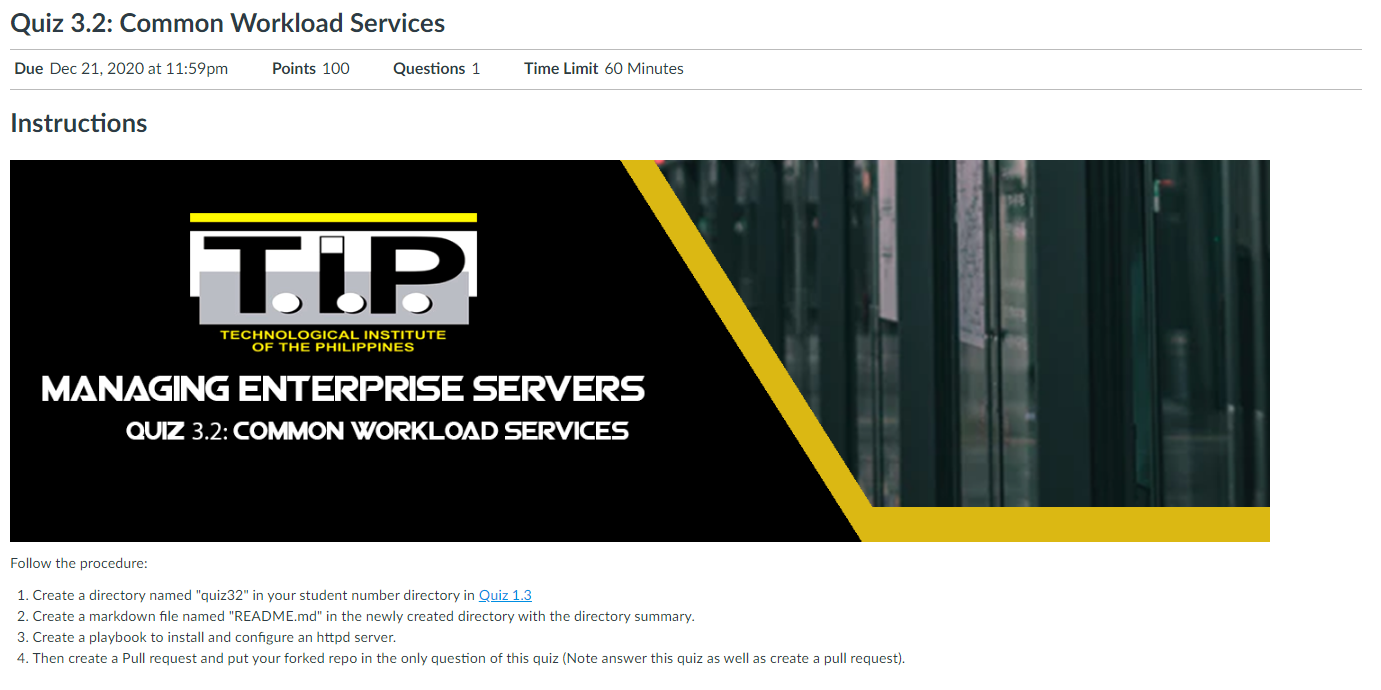 Quiz 3.2: Common Workload Services
Due Dec 21, 2020 at 11:59pm Points 100 Questions 1 Time Limit 60 Minutes
Instructions
T.I.P.
TECHNOLOGICAL INSTITUTE
OF THE PHILIPPINES
MANAGING ENTERPRISE SERVERS
QUIZ 3.2: COMMON WORKLOAD SERVICES
Follow the procedure:
1. Create a directory named "quiz32" in your student number directory in Quiz 1.3
2. Create a markdown file named "README.md" in the newly created directory with the directory summary.
3. Create a playbook to install and configure an httpd server.
4. Then create a Pull request and put your forked repo in the only question of this quiz (Note answer this quiz as well as create a pull request).